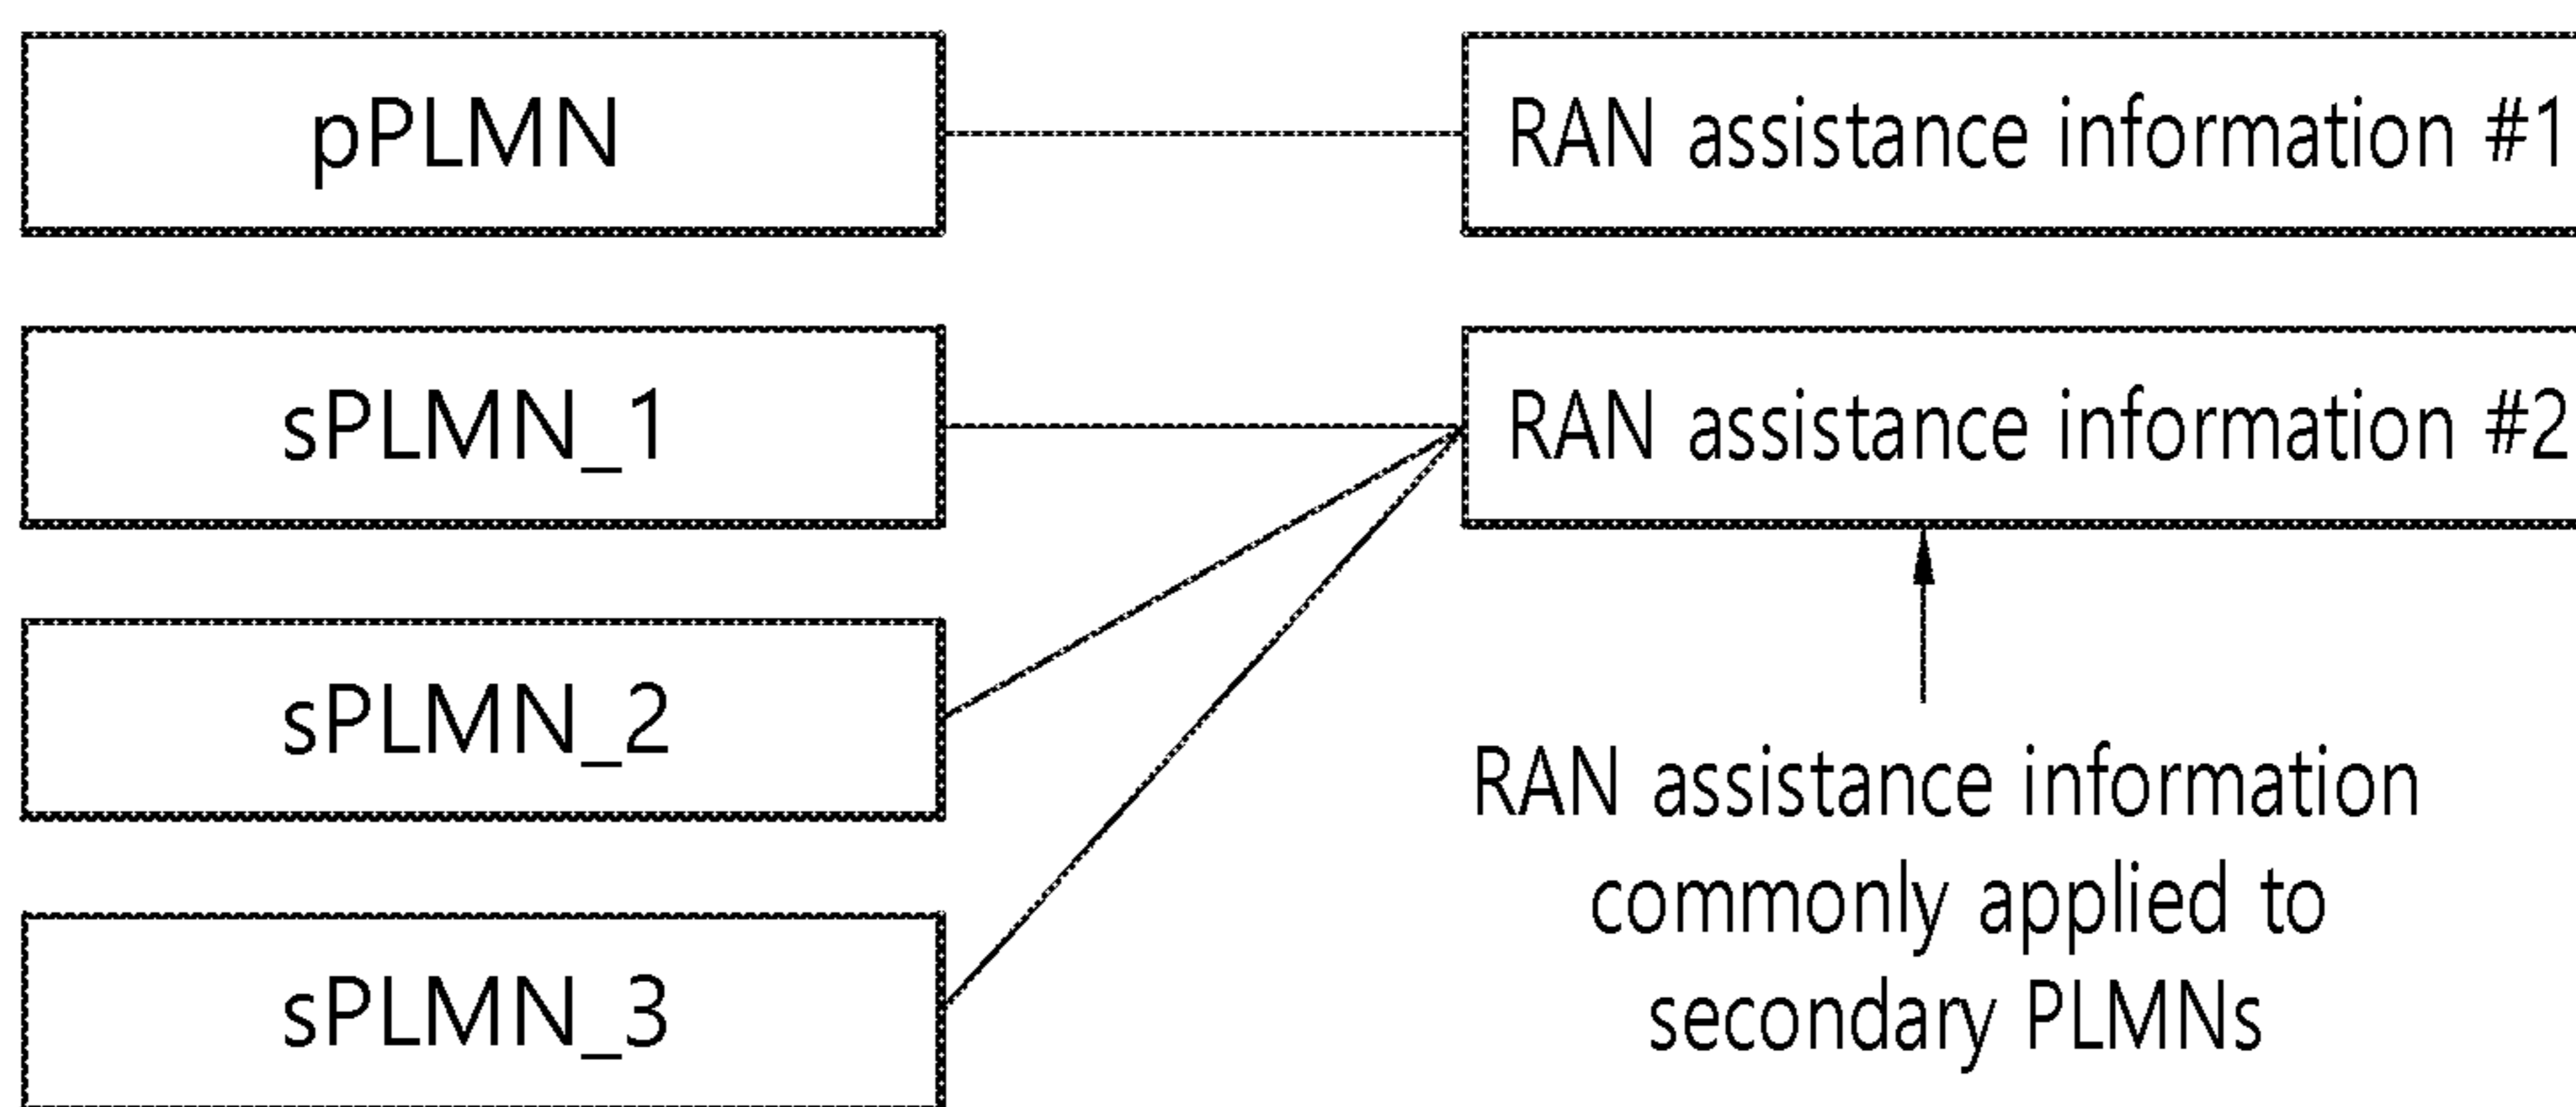 pPLMN
RAN assistance information #1
sPLMN_1
RAN assistance information #2
sPLMN_2
sPLMN_3
RAN assistance information
commonly applied to
secondary PLMNs